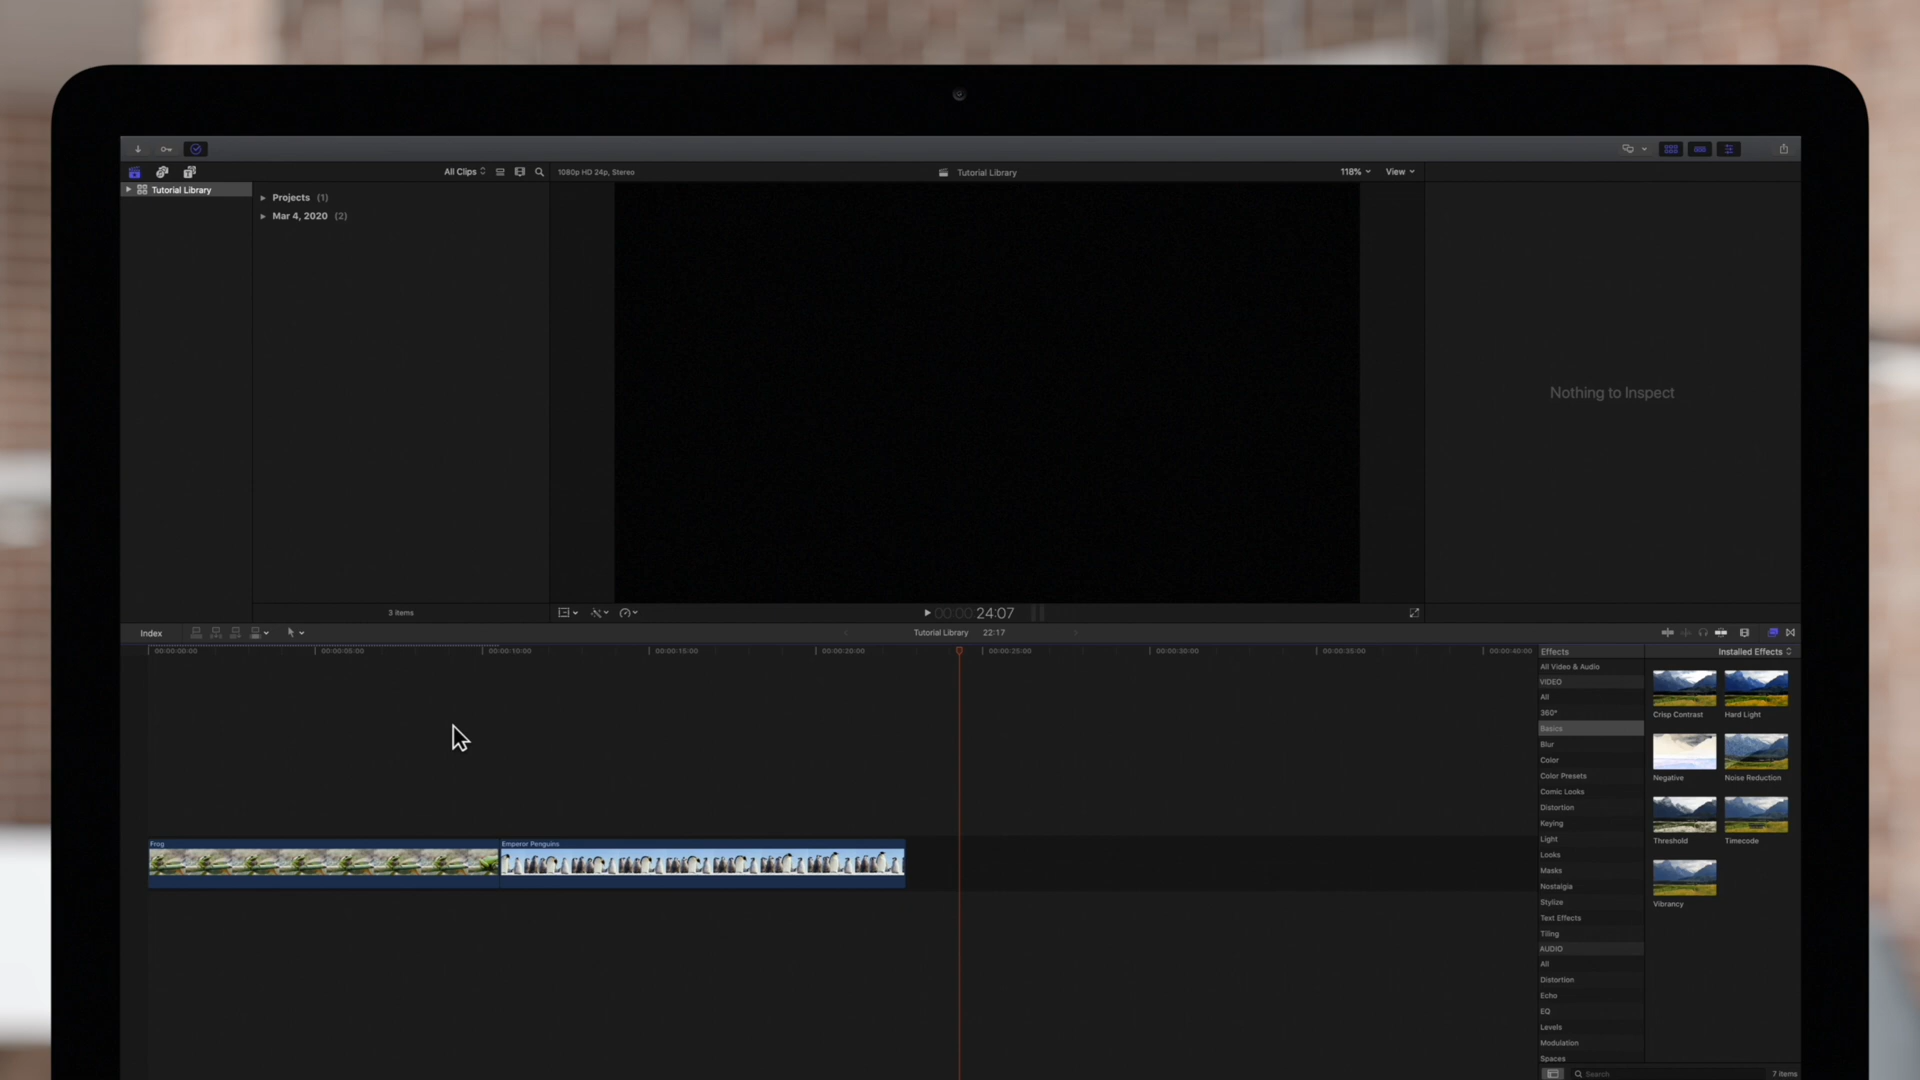 All Clips
1080p HD 24p, Stereo
Tutorial Library
118%
View
Tutorial Library
Projects (1)
Mar 4, 2020 (2)
Nothing to Inspect
3 items
00:00:00 24:07
Index
Tutorial Library 22:17
00:00:00:00
00:00:05:00
00:00:10:00
00:00:15:00
00:00:20:00
00:00:25:00
00:00:30:00
00:00:35:00
00:00:40:00
Frog
Emperor Penguins
Effects
Installed Effects
All Video & Audio
VIDEO
All
360°
Basics
Blur
Color
Color Presets
Comic Looks
Distortion
Keying
Light
Looks
Masks
Nostalgia
Stylize
Text Effects
Tiling
AUDIO
All
Distortion
Echo
EQ
Levels
Modulation
Spaces
Crisp Contrast
Hard Light
Negative
Noise Reduction
Threshold
Timecode
Vibrancy
Search
7 items